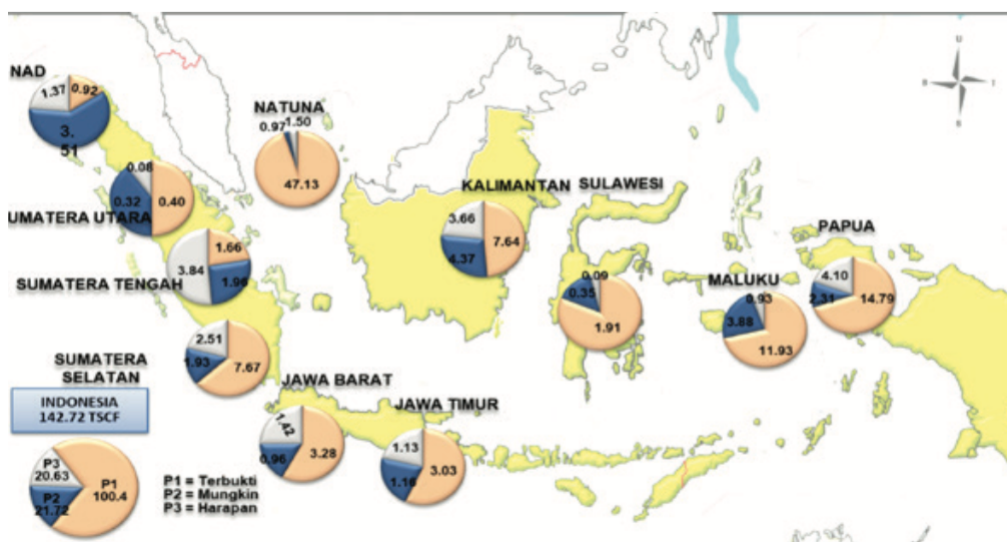 U
B
T
S
NAD
1.37
0.92
3.
51
NATUNA
0.97
1.50
47.13
0.08
0.32
0.40
UMATERA UTARA
KALIMANTAN
3.66
7.64
4.37
SULAWESI
0.09
0.35
1.91
PAPUA
4.10
2.31
14.79
MALUKU
0.93
3.88
11.93
1.66
3.84
1.96
SUMATERA TENGAH
2.51
1.93
7.67
SUMATERA
SELATAN
JAWA BARAT
1.42
0.96
3.28
JAWA TIMUR
1.13
1.16
3.03
INDONESIA
142.72 TSCF
P3
20.63
P1
100.4
P2
21.72
P1 = Terbukti
P2 = Mungkin
P3 = Harapan